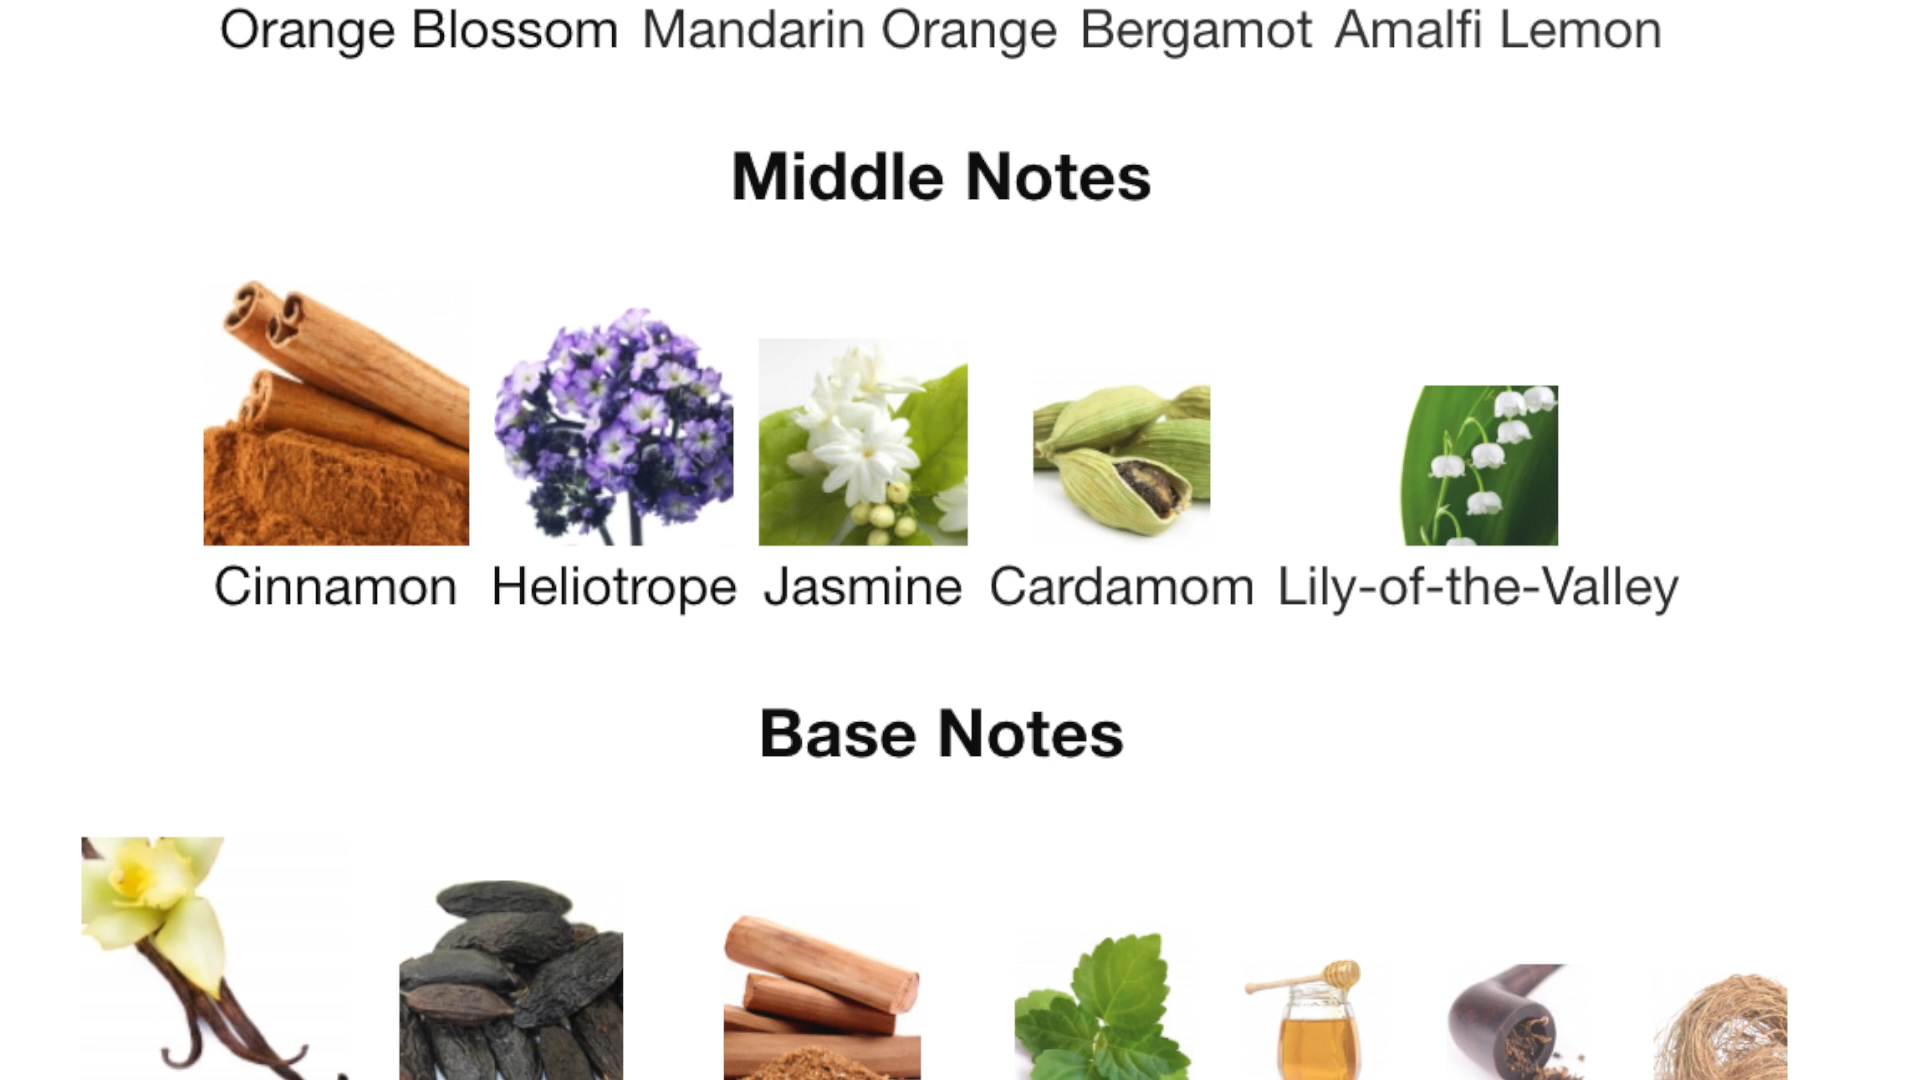 Orange Blossom Mandarin Orange Bergamot Amalfi Lemon
Middle Notes
Cinnamon Heliotrope Jasmine Cardamom Lily-of-the-Valley
Base Notes